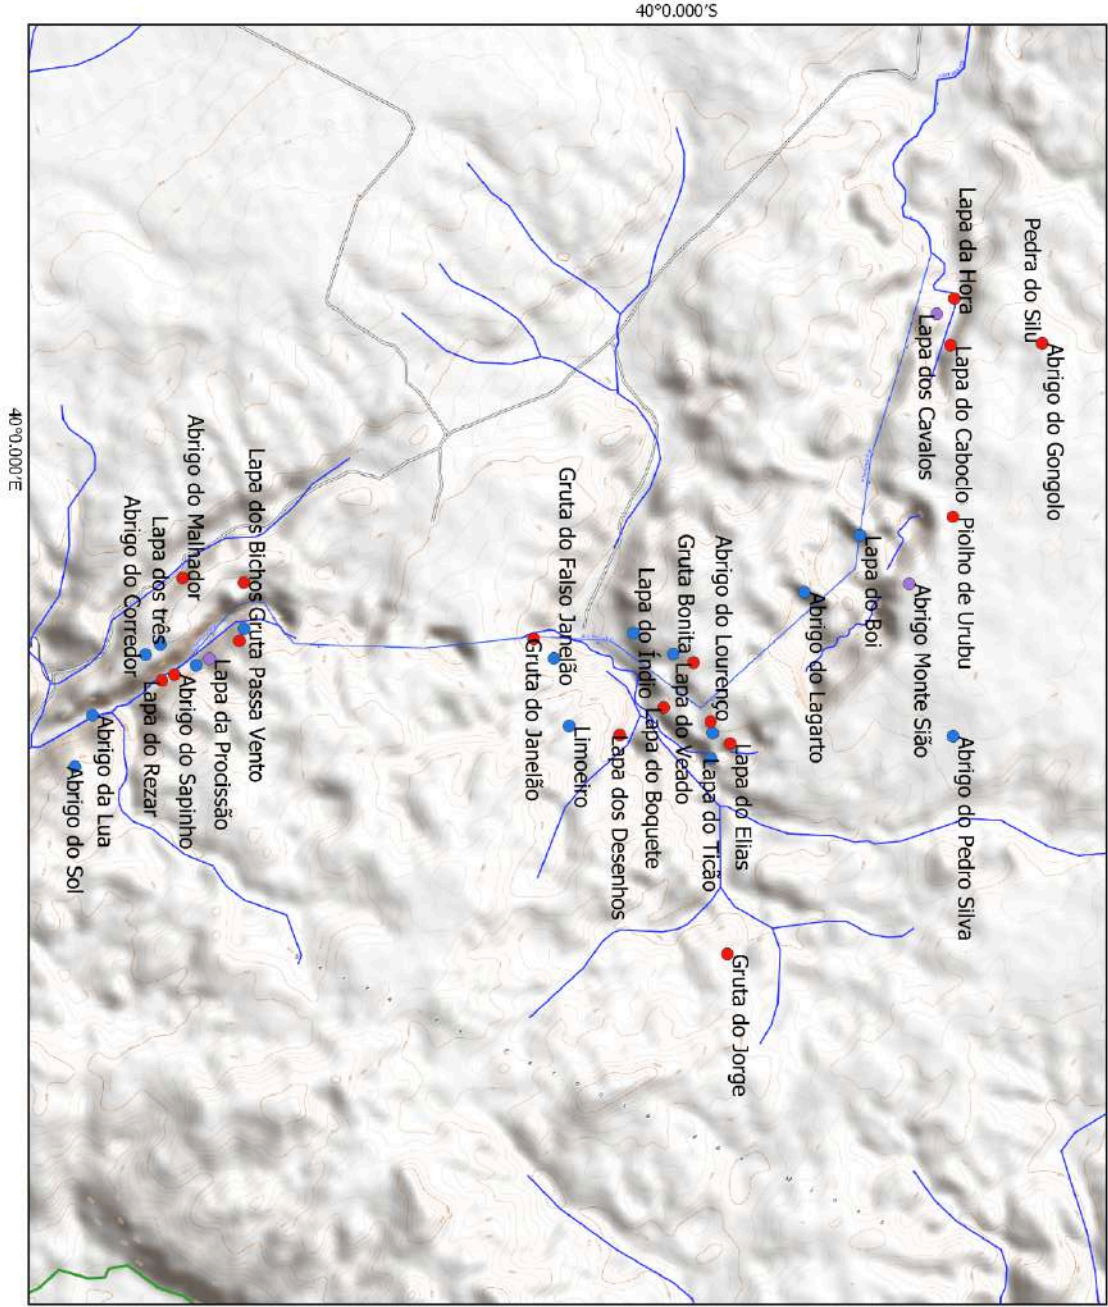 40°0.000'S
40°0.000'E
Pedra do Silu
Abrigo do Gongolo
Lapa da Hora
Lapa do Caboclo
Lapa dos Cavalos
Piolho de Urubu
Abrigo Monte Sião
Abrigo do Pedro Silva
Lapa do Boi
Abrigo do Lagarto
Abrigo do Lourenço
Gruta Bonita
Lapa do Índio
Lapa do Elias
Lapa do Ticão
Lapa do Veado
Lapa do Boquete
Lapa dos Desenhos
Gruta do Jorge
Gruta do Falso Janelão
Gruta do Janelão
Limoeiro
Lapa dos Bichos
Gruta Passa Vento
Abrigo do Malhador
Lapa dos três
Abrigo do Corredor
Lapa da Procissão
Abrigo do Sapinho
Lapa do Rezar
Abrigo da Lua
Abrigo do Sol